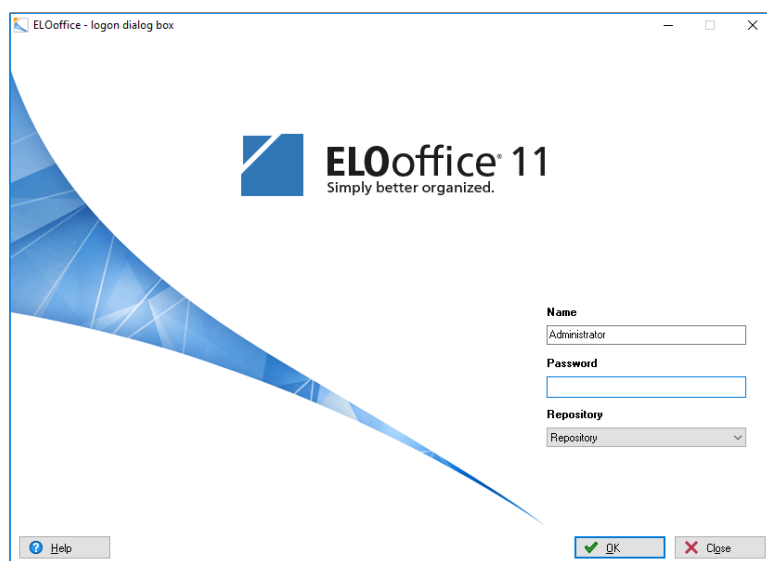 ELOoffice - logon dialog box
ELOoffice® 11
Simply better organized.
Name
Administrator
Password
Repository
Repository
Help
OK
Close